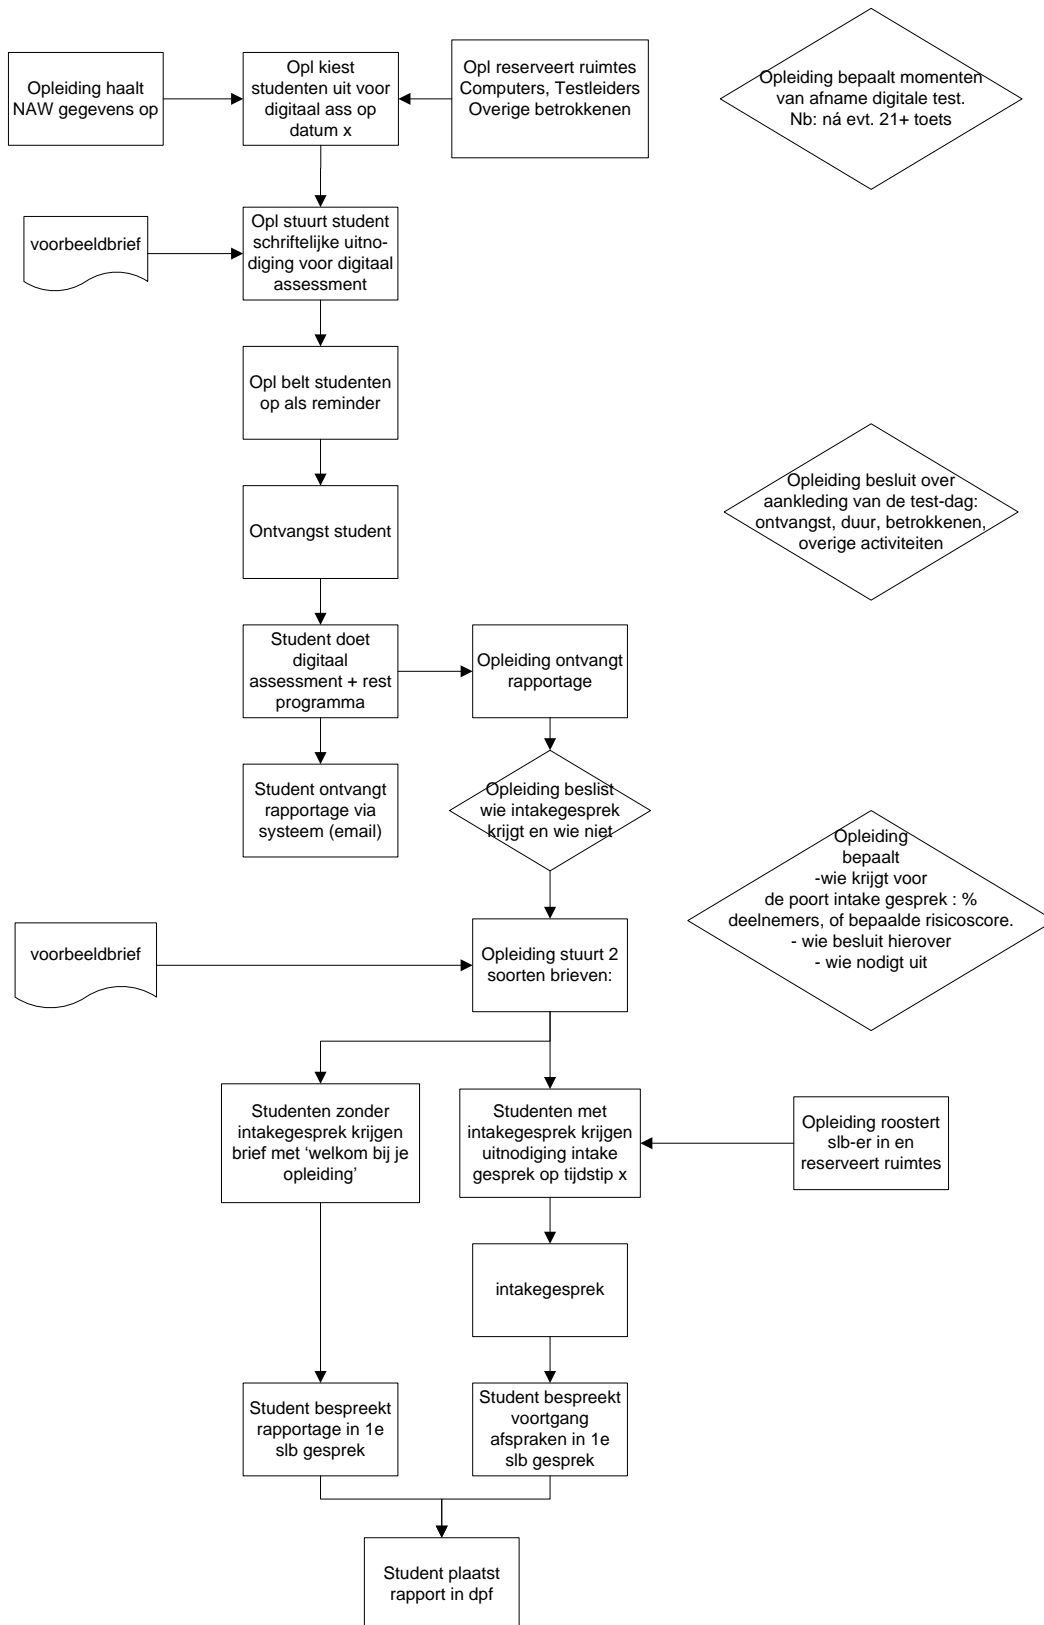 Opleiding haalt
NAW gegevens op
Opl kiest
studenten uit voor
digitaal ass op
datum x
Opl reserveert ruimtes
Computers, Testleiders
Overige betrokkenen
Opleiding bepaalt momenten
van afname digitale test.
Nb: ná evt. 21+ toets
voorbeeldbrief
Opl stuurt student
schriftelijke uitno-
diging voor digitaal
assessment
Opl belt studenten
op als reminder
Ontvangst student
Opleiding besluit over
aankleding van de test-dag:
ontvangst, duur, betrokkenen,
overige activiteiten
Student doet
digitaal
assessment + rest
programma
Opleiding ontvangt
rapportage
Student ontvangt
rapportage via
systeem (email)
Opleiding beslist
wie intakegesprek
krijgt en wie niet
Opleiding
bepaalt
-wie krijgt voor
de poort intake gesprek : %
deelnemers, of bepaalde risicoscore.
- wie besluit hierover
- wie nodigt uit
voorbeeldbrief
Opleiding stuurt 2
soorten brieven:
Studenten zonder
intakegesprek krijgen
brief met ‘welkom bij je
opleiding’
Studenten met
intakegesprek krijgen
uitnodiging intake
gesprek op tijdstip x
Opleiding roostert
slb-er in en
reserveert ruimtes
intakegesprek
Student bespreekt
rapportage in 1e
slb gesprek
Student bespreekt
voortgang
afspraken in 1e
slb gesprek
Student plaatst
rapport in dpf